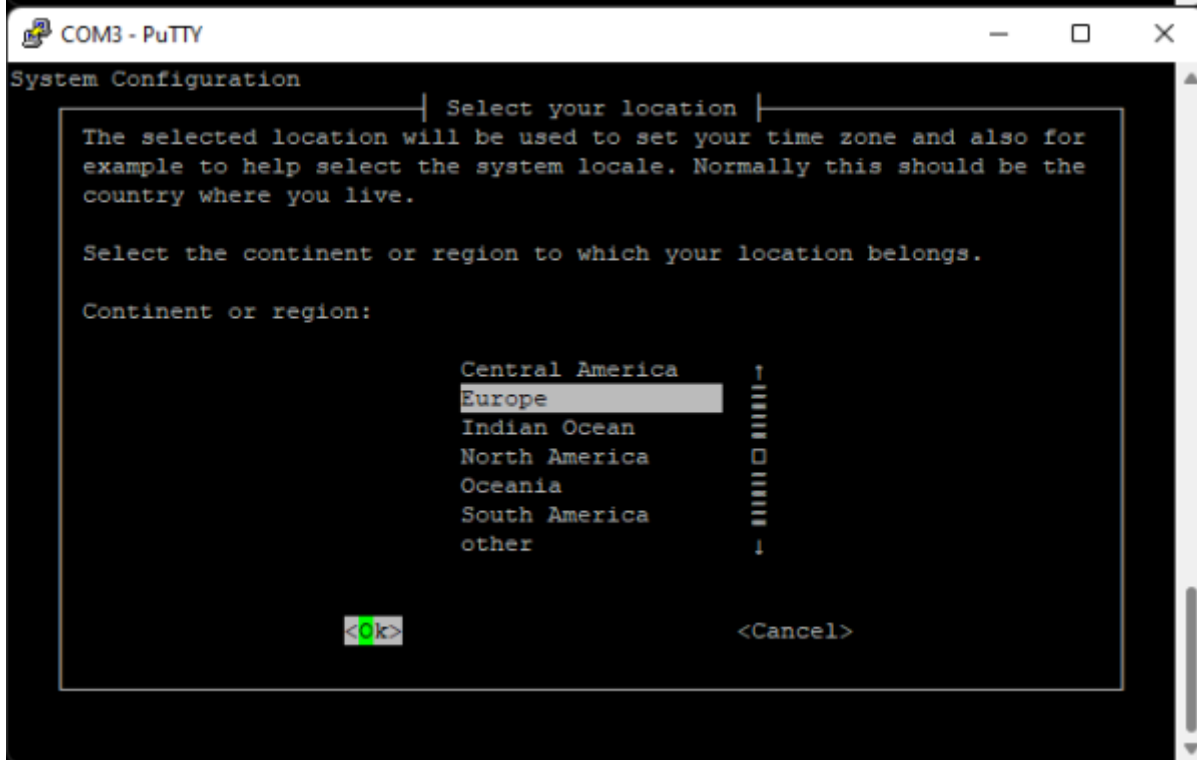 COM3 - PuTTY
System Configuration
Select your location
The selected location will be used to set your time zone and also for
example to help select the system locale. Normally this should be the
country where you live.
Select the continent or region to which your location belongs.
Continent or region:
Central America
Europe
Indian Ocean
North America
Oceania
South America
other
<Ok> <Cancel>